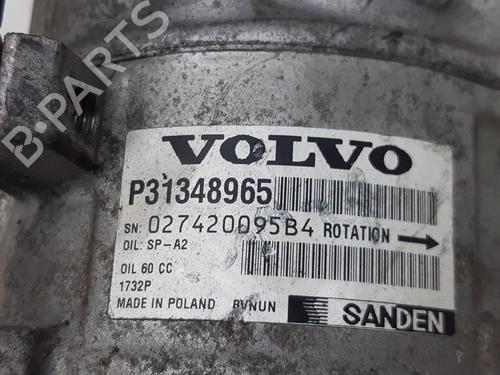 B-PARTS
VOLVO
P31348965
SN: 027420095B4 ROTATION
OIL: SP-A2
OIL 60 CC
1732P
MADE IN POLAND BVNUN
SANDEN